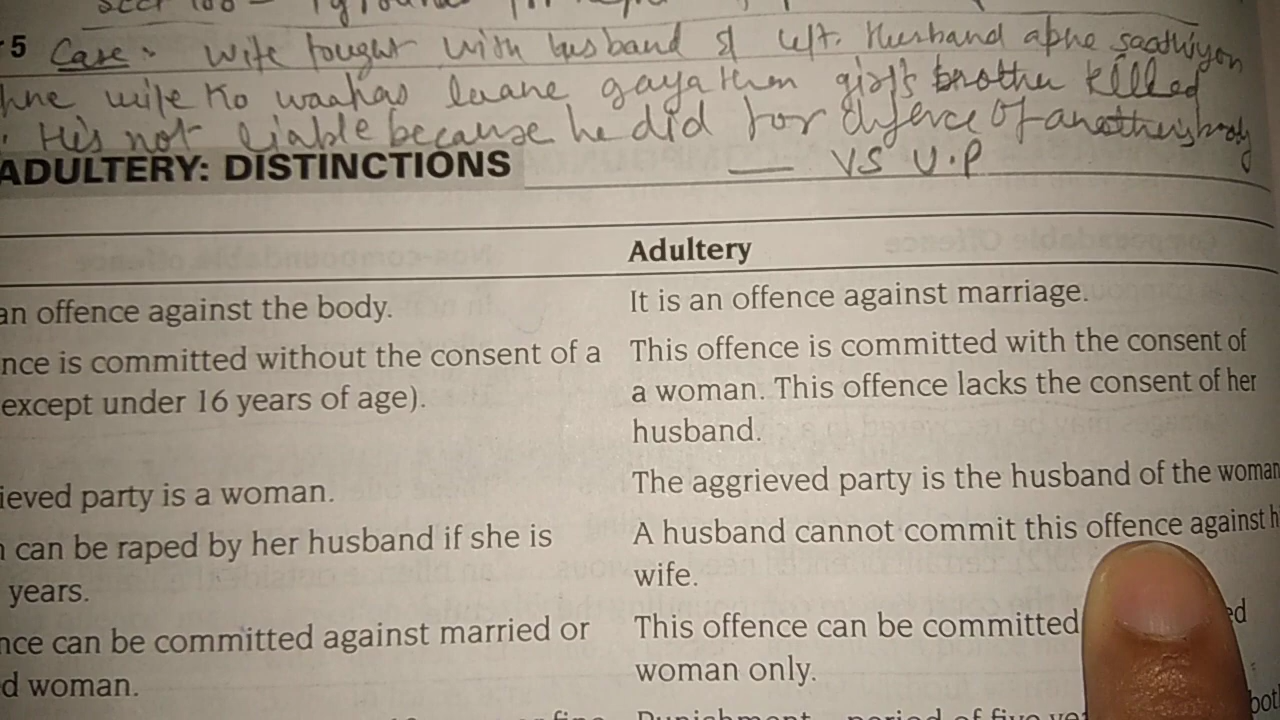 5 Case:- Wife fought with husband & left. Husband apne saathiyon
wife ko waahas laane gaya then girl's brother killed
He's not liable because he did for difence of another's body
VS U.P
ADULTERY: DISTINCTIONS
Adultery
an offence against the body.
It is an offence against marriage.
nce is committed without the consent of a
except under 16 years of age).
This offence is committed with the consent of
a woman. This offence lacks the consent of her
husband.
ieved party is a woman.
The aggrieved party is the husband of the woman
can be raped by her husband if she is
years.
A husband cannot commit this offence against h
wife.
nce can be committed against married or
d woman.
This offence can be committed ed
woman only.